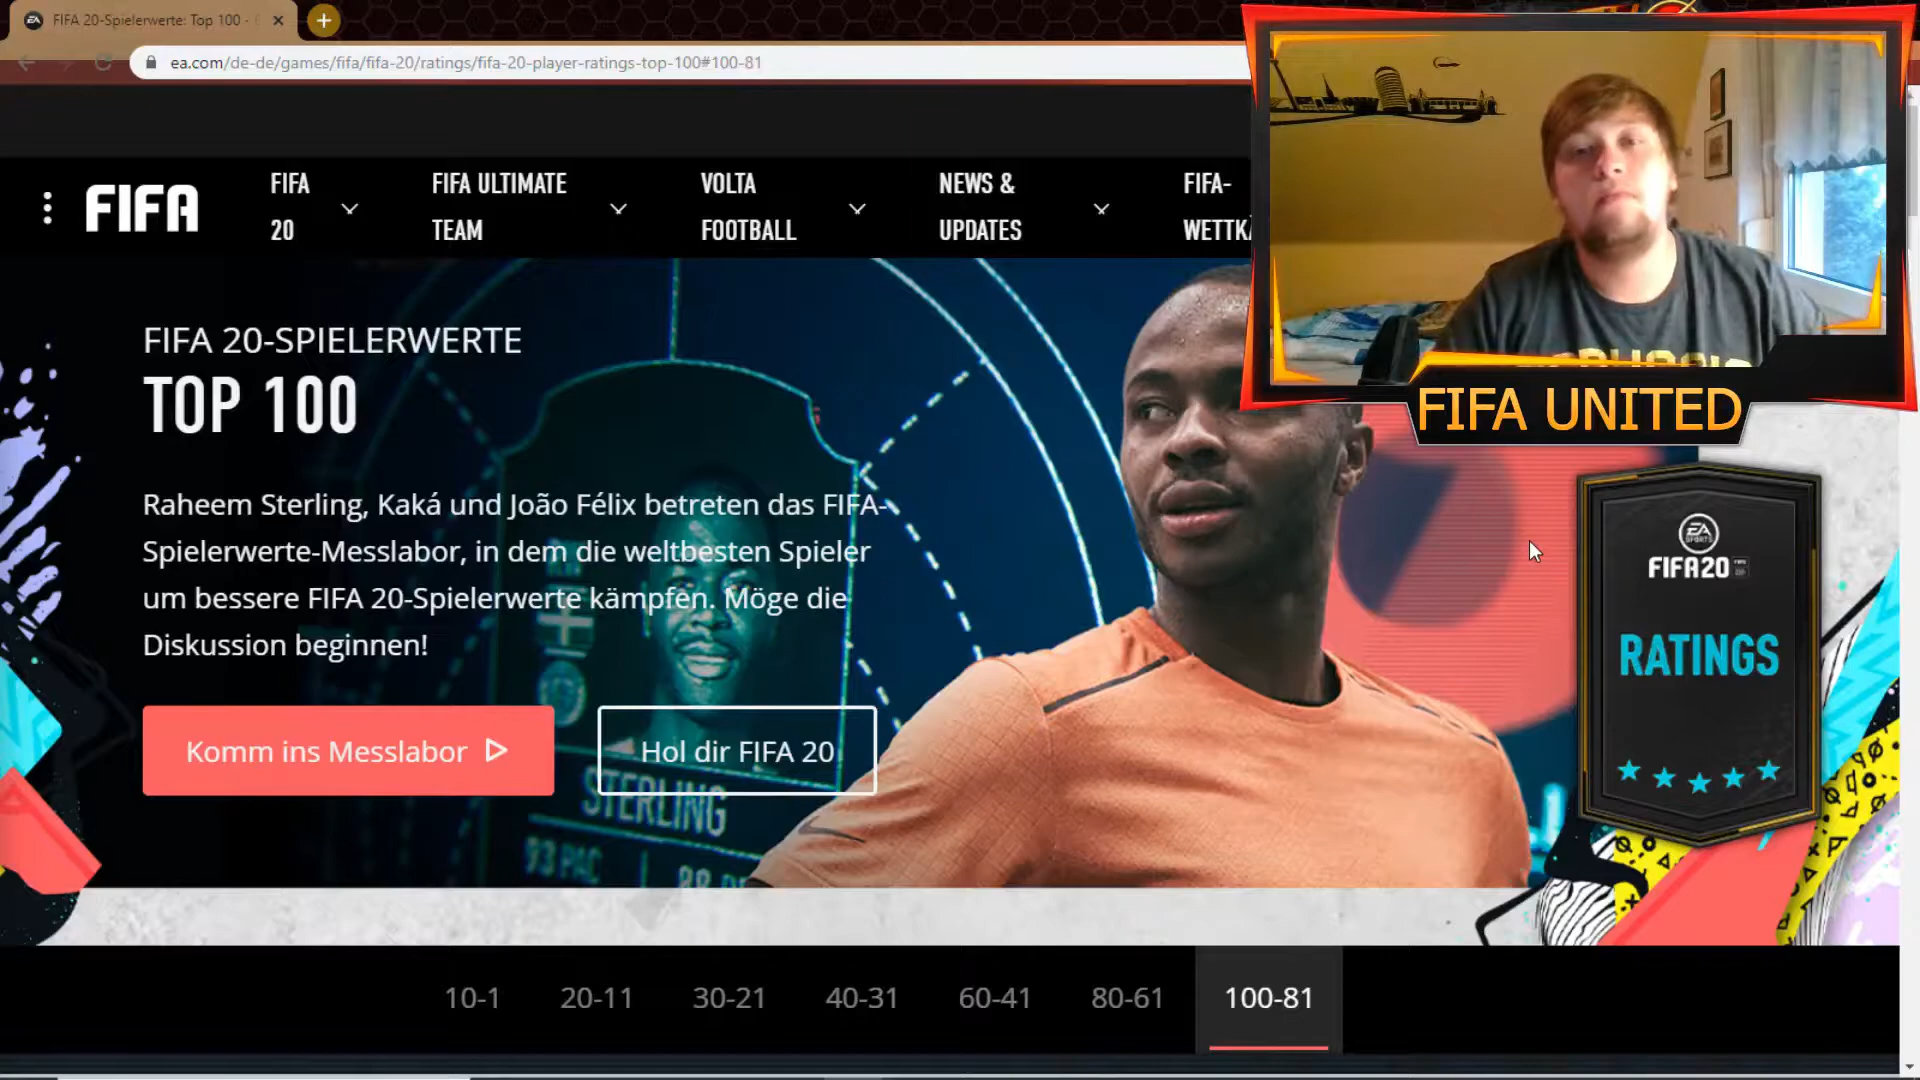 FIFA 20-Spielerwerte: Top 100 -
ea.com/de-de/games/fifa/fifa-20/ratings/fifa-20-player-ratings-top-100#100-81
FIFA
FIFA
20
FIFA ULTIMATE
TEAM
VOLTA
FOOTBALL
NEWS &
UPDATES
FIFA-
FIFA UNITED
FIFA 20-SPIELERWERTE
TOP 100
Raheem Sterling, Kaká und João Félix betreten das FIFA-
Spielerwerte-Messlabor, in dem die weltbesten Spieler
um bessere FIFA 20-Spielerwerte kämpfen. Möge die
Diskussion beginnen!
Komm ins Messlabor
Hol dir FIFA 20
STERLING
93 PAC
EA
SPORTS
FIFA20
RATINGS
10-1
20-11
30-21
40-31
60-41
80-61
100-81